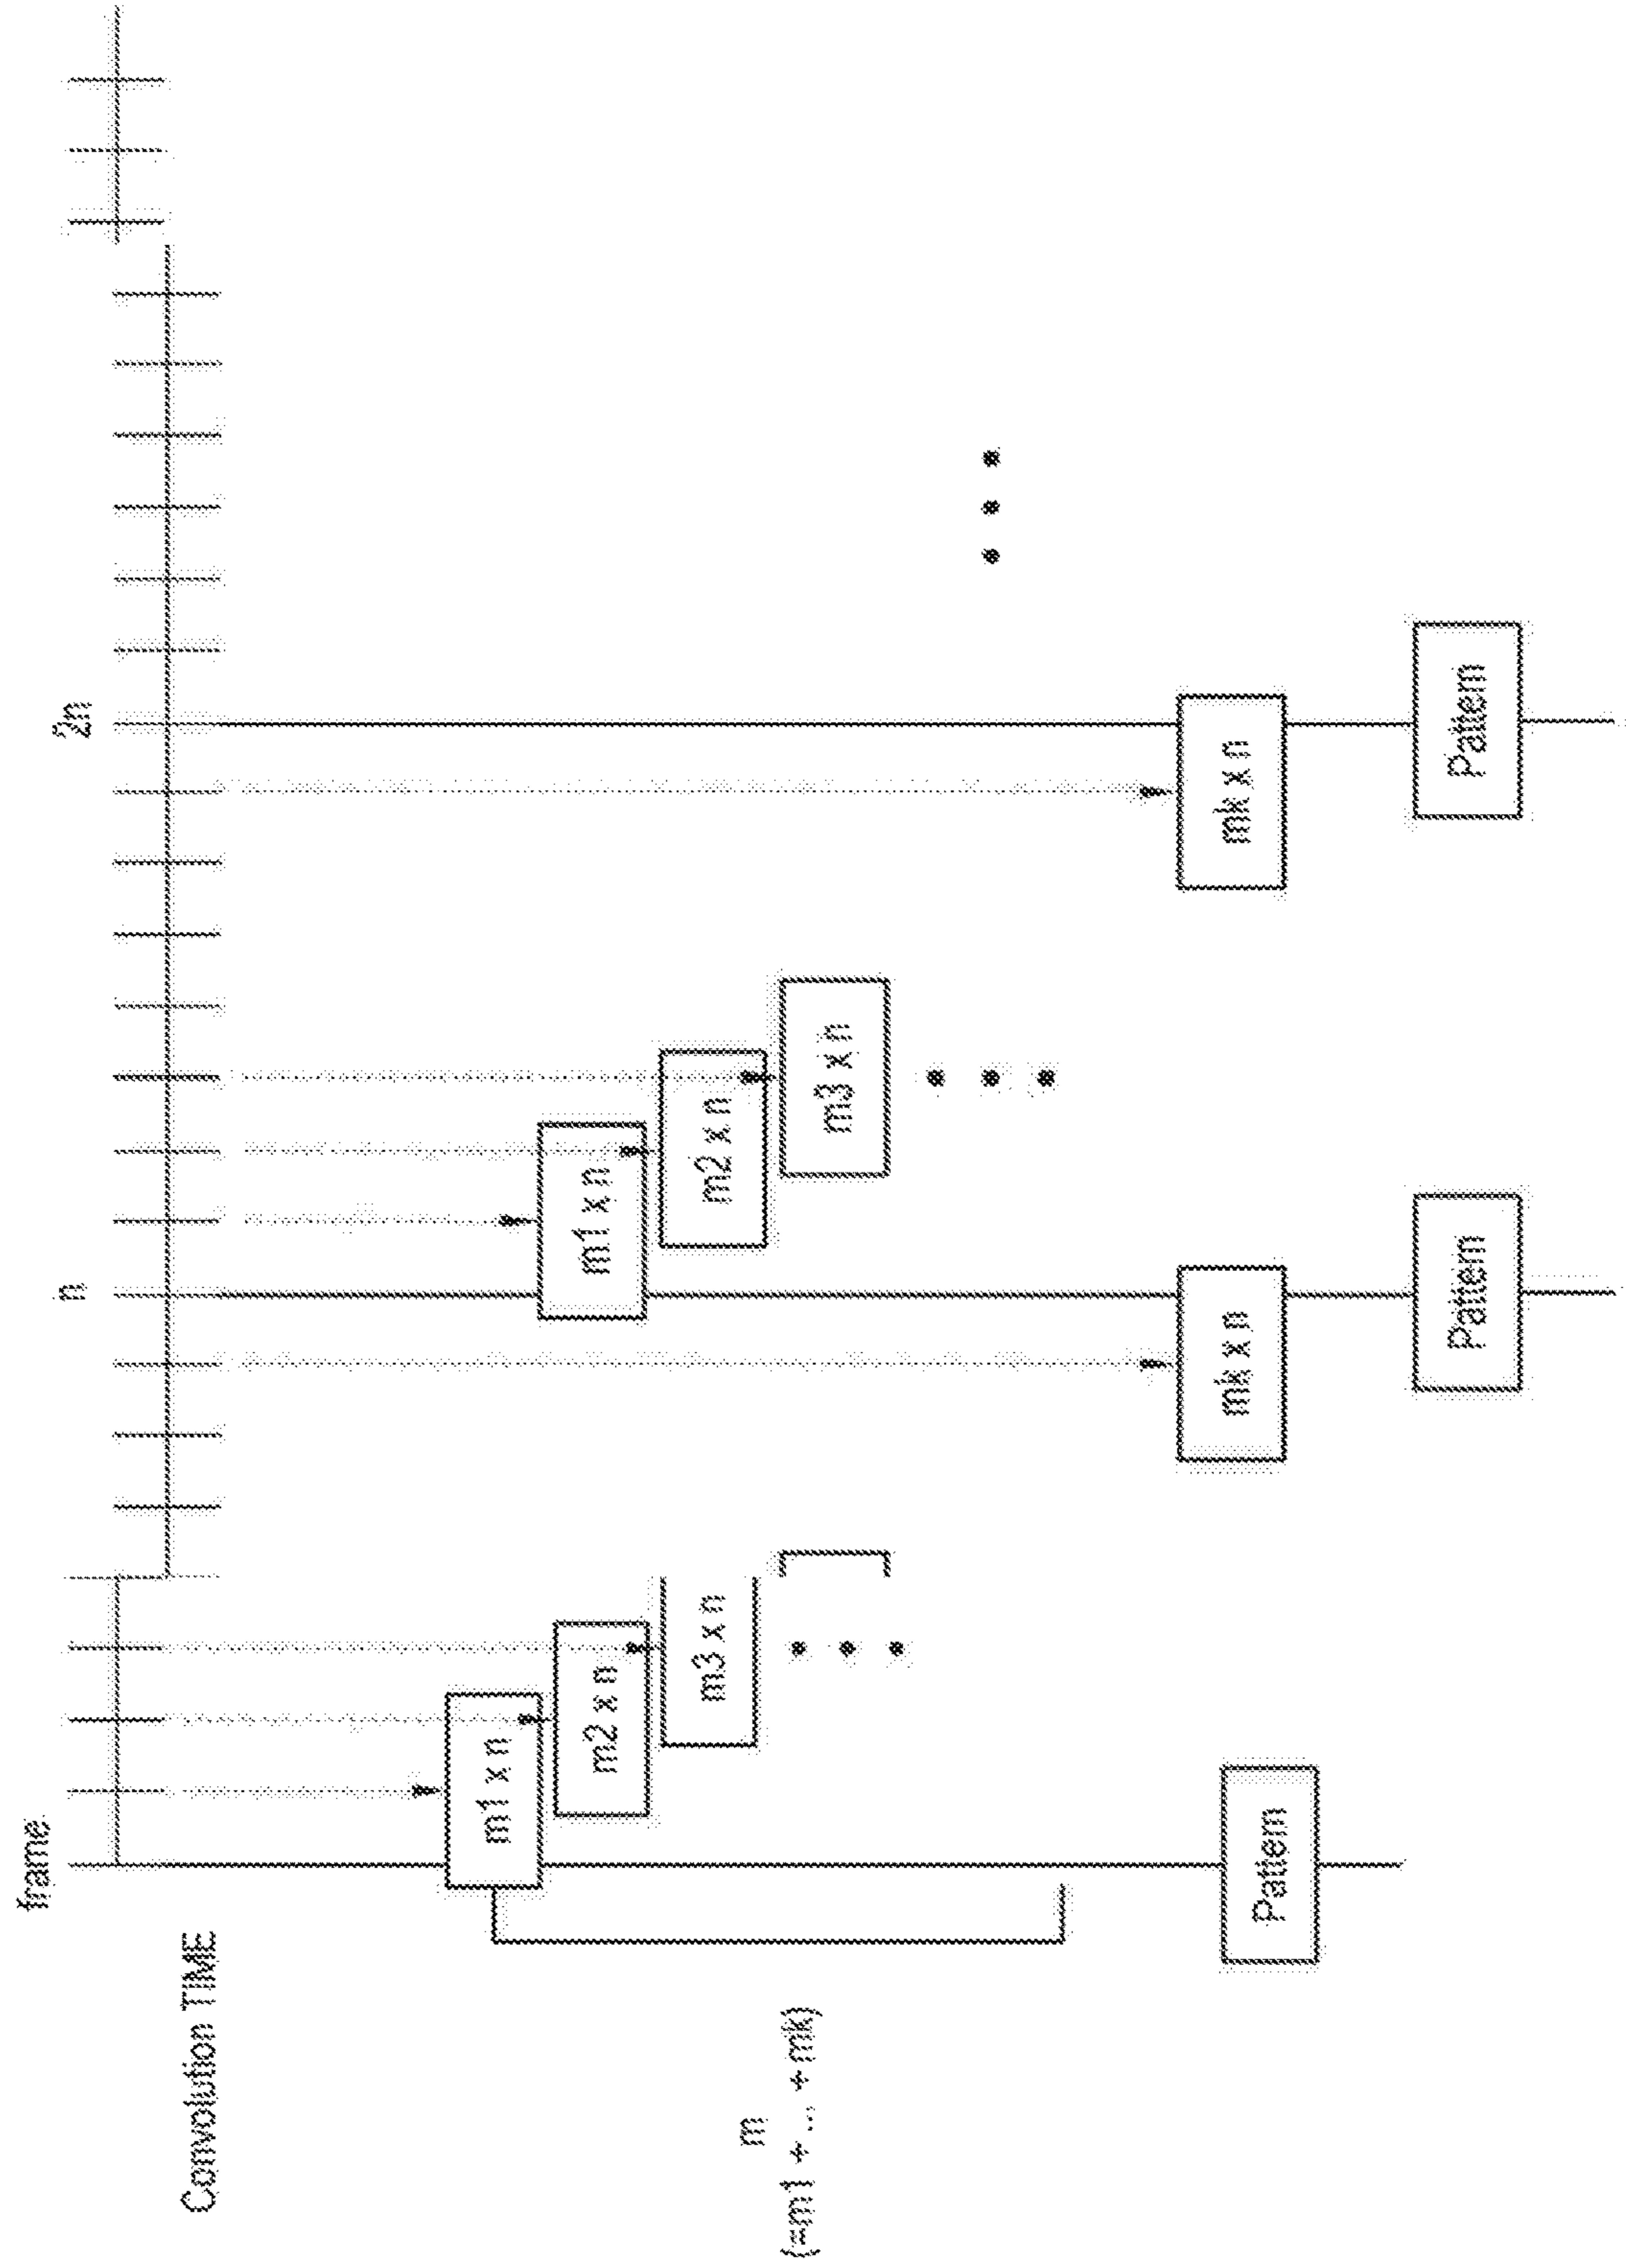 frame
n
2n
Convolution TIME
m1 x n
m2 x n
m3 x n
m1 x n
m2 x n
m3 x n
m
(=m1 + ... + mk)
mk x n
mk x n
Pattern
Pattern
Pattern